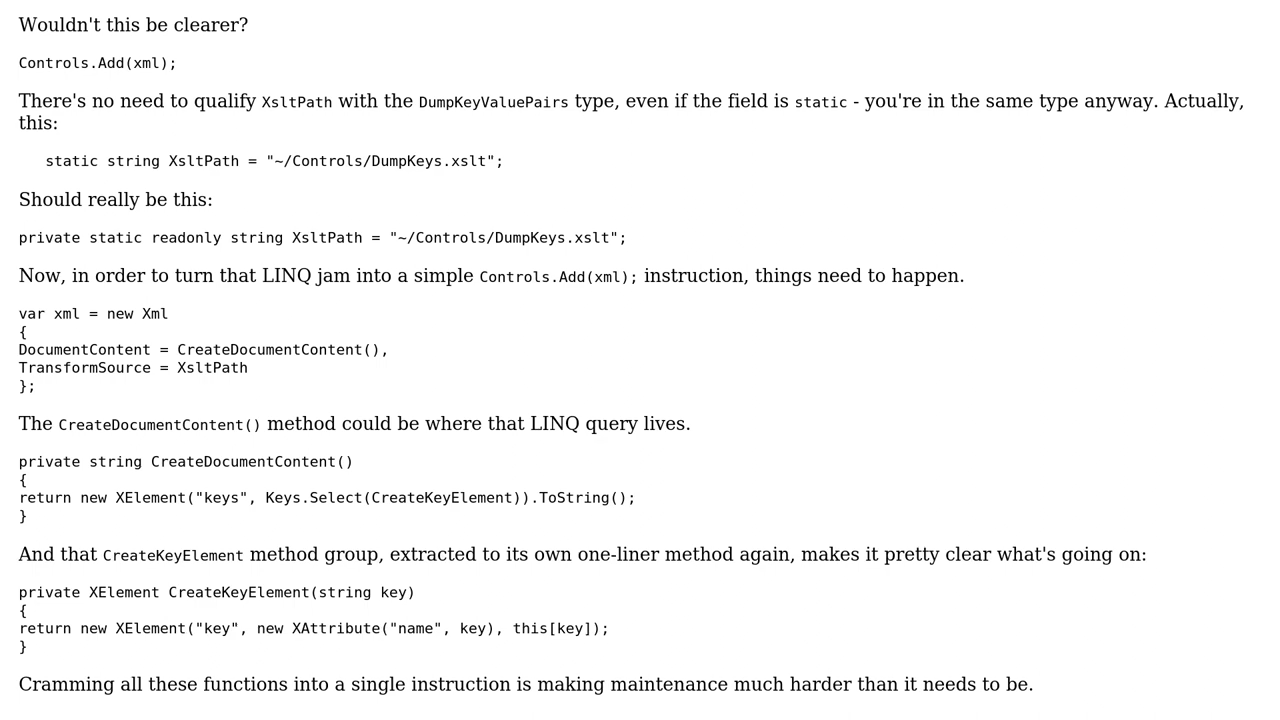 Wouldn't this be clearer?
Controls.Add(xml);
There's no need to qualify XsltPath with the DumpKeyValuePairs type, even if the field is static - you're in the same type anyway. Actually,
this:
static string XsltPath = "~/Controls/DumpKeys.xslt";
Should really be this:
private static readonly string XsltPath = "~/Controls/DumpKeys.xslt";
Now, in order to turn that LINQ jam into a simple Controls.Add(xml); instruction, things need to happen.
var xml = new Xml
{
DocumentContent = CreateDocumentContent(),
TransformSource = XsltPath
};
The CreateDocumentContent() method could be where that LINQ query lives.
private string CreateDocumentContent()
{
return new XElement("keys", Keys.Select(CreateKeyElement)).ToString();
}
And that CreateKeyElement method group, extracted to its own one-liner method again, makes it pretty clear what's going on:
private XElement CreateKeyElement(string key)
{
return new XElement("key", new XAttribute("name", key), this[key]);
}
Cramming all these functions into a single instruction is making maintenance much harder than it needs to be.